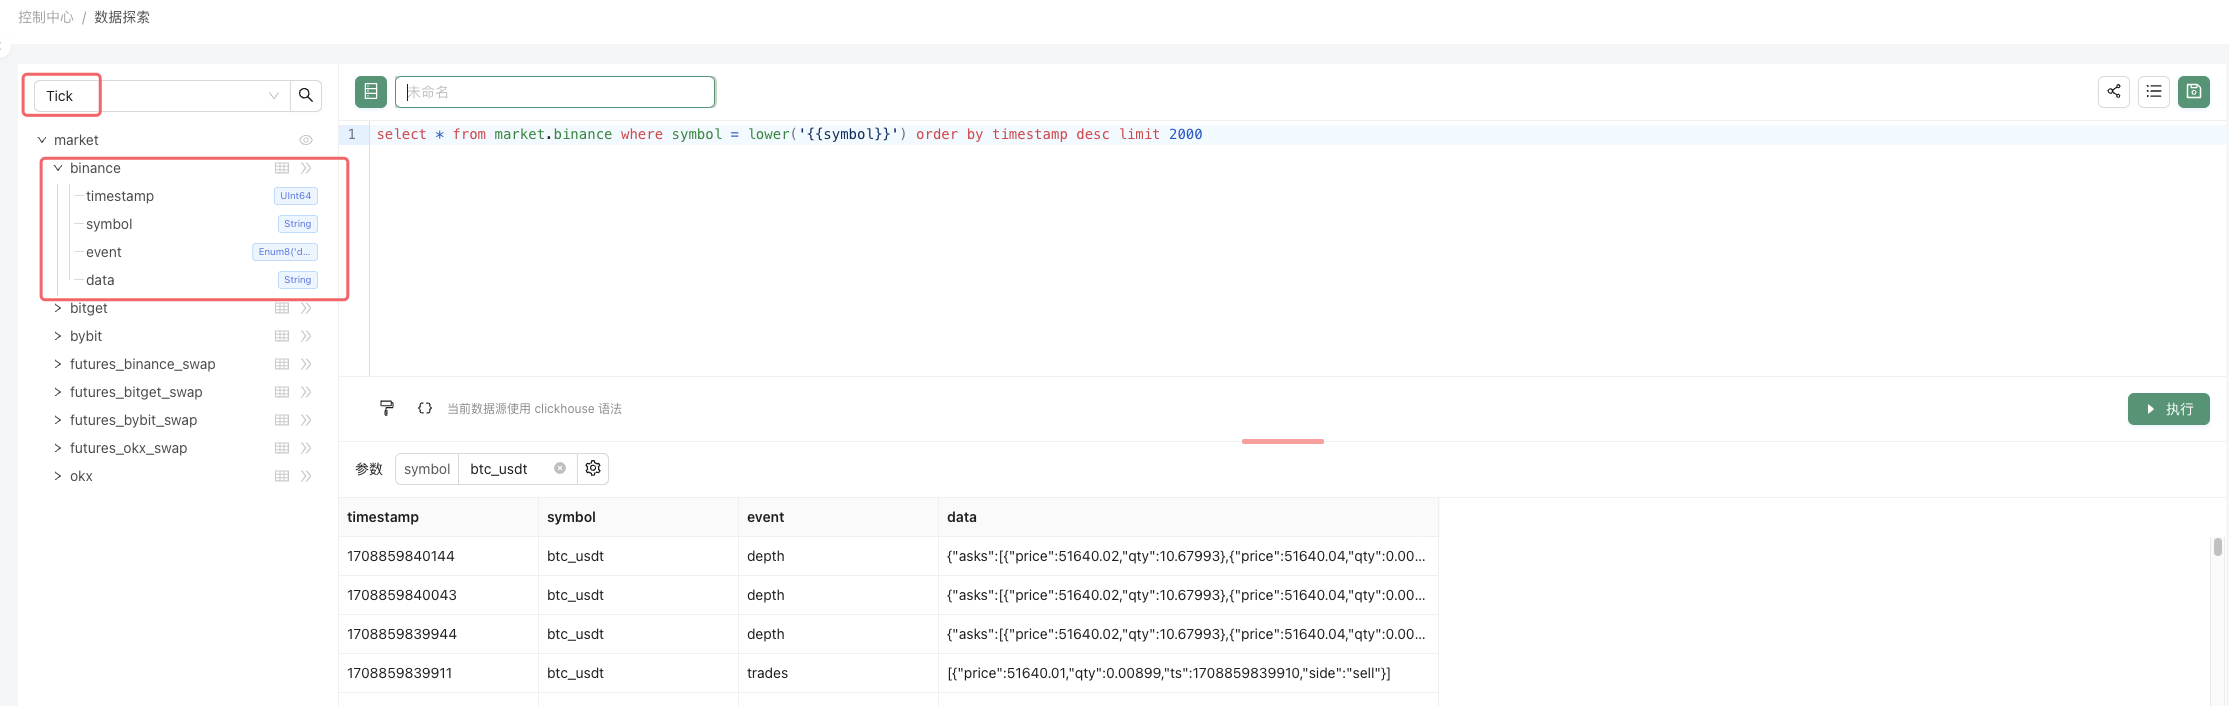 控制中心 / 数据探索
Tick
market
binance
timestamp UInt64
symbol String
event Enum8('d...
data String
bitget
bybit
futures_binance_swap
futures_bitget_swap
futures_bybit_swap
futures_okx_swap
okx
未命名
1 select * from market.binance where symbol = lower('{{symbol}}') order by timestamp desc limit 2000
当前数据源使用 clickhouse 语法
执行
参数 symbol btc_usdt
timestamp symbol event data
1708859840144 btc_usdt depth {"asks":[{"price":51640.02,"qty":10.67993},{"price":51640.04,"qty":0.00...
1708859840043 btc_usdt depth {"asks":[{"price":51640.02,"qty":10.67993},{"price":51640.04,"qty":0.00...
1708859839944 btc_usdt depth {"asks":[{"price":51640.02,"qty":10.67993},{"price":51640.04,"qty":0.00...
1708859839911 btc_usdt trades [{"price":51640.01,"qty":0.00899,"ts":1708859839910,"side":"sell"}]